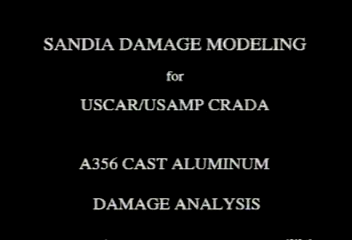 SANDIA DAMAGE MODELING
for
USCAR/USAMP CRADA
A356 CAST ALUMINUM
DAMAGE ANALYSIS